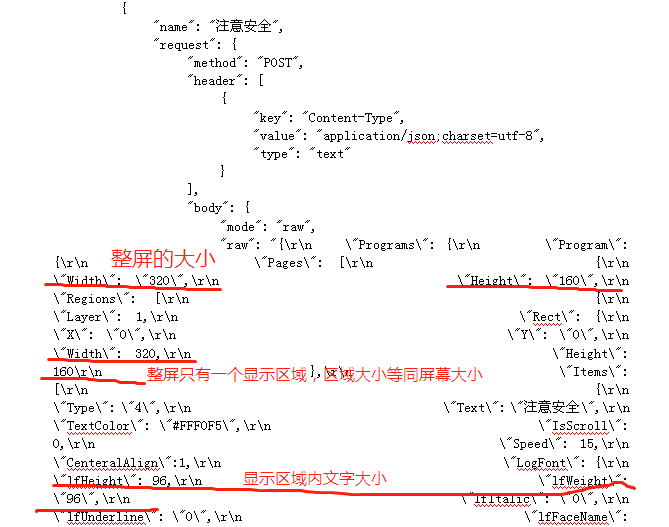 {
"name": "注意安全",
"request": {
"method": "POST",
"header": [
{
"key": "Content-Type",
"value": "application/json;charset=utf-8",
"type": "text"
}
],
"body": {
"mode": "raw",
"raw": "{\r\n \"Programs\": {\r\n \"Program\":
{\r\n \"Pages\": [\r\n {\r\n
整屏的大小
\"Width\": \"320\",\r\n \"Height\": \"160\",\r\n
\"Regions\": [\r\n {\r\n
\"Layer\": 1,\r\n \"Rect\": {\r\n
\"X\": \"0\",\r\n \"Y\": \"0\",\r\n
\"Width\": 320,\r\n \"Height\":
160\r\n },\r\n \"Items\":
整屏只有一个显示区域，区域大小等同屏幕大小
[\r\n {\r\n
\"Type\": \"4\",\r\n \"Text\": \"注意安全\",\r\n
\"TextColor\": \"#FFF0F5\",\r\n \"IsScroll\":
0,\r\n \"Speed\": 15,\r\n
\"CenteralAlign\":1,\r\n \"LogFont\": {\r\n
\"lfHeight\": 96,\r\n \"lfWeight\":
显示区域内文字大小
\"96\",\r\n \"lfItalic\": \"0\",\r\n
\"lfUnderline\": \"0\",\r\n \"lfFaceName\":